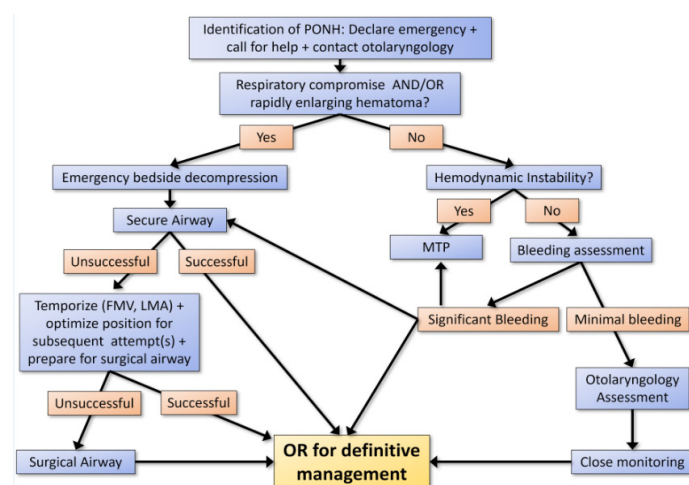 Identification of PONH: Declare emergency +
call for help + contact otolaryngology
Respiratory compromise AND/OR
rapidly enlarging hematoma?
Yes
No
Emergency bedside decompression
Hemodynamic Instability?
Secure Airway
Yes
No
MTP
Bleeding assessment
Unsuccessful
Successful
Temporize (FMV, LMA) +
optimize position for
subsequent attempt(s) +
prepare for surgical airway
Significant Bleeding
Minimal bleeding
Otolaryngology
Assessment
Unsuccessful
Successful
Surgical Airway
OR for definitive
management
Close monitoring